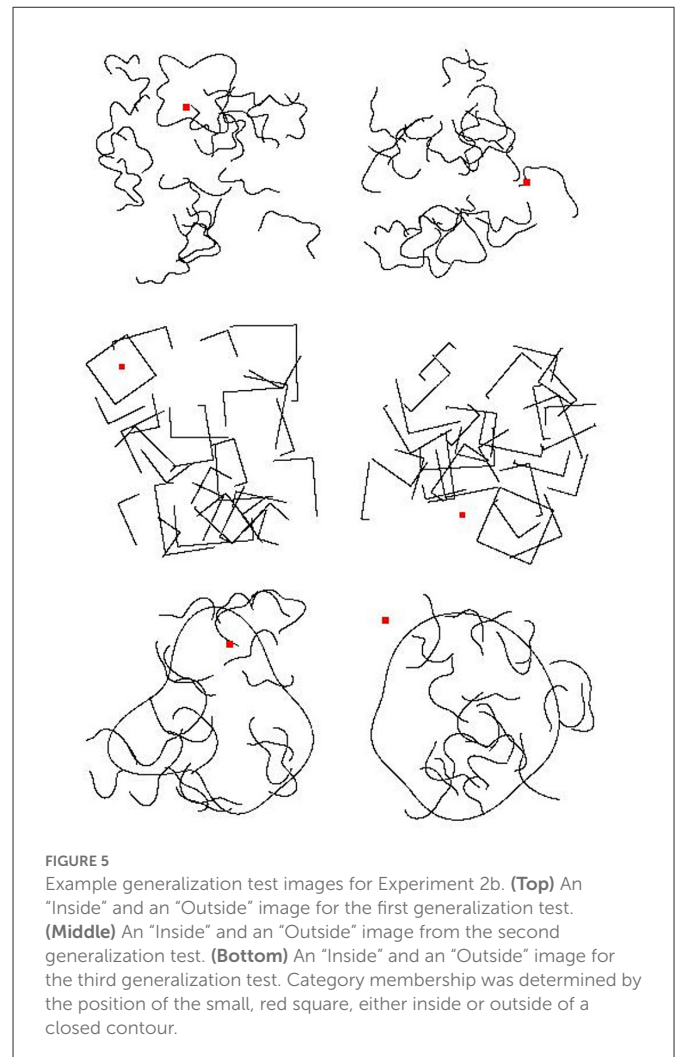 FIGURE 5
Example generalization test images for Experiment 2b. (Top) An
“Inside” and an “Outside” image for the first generalization test.
(Middle) An “Inside” and an “Outside” image from the second
generalization test. (Bottom) An “Inside” and an “Outside” image for
the third generalization test. Category membership was determined by
the position of the small, red square, either inside or outside of a
closed contour.